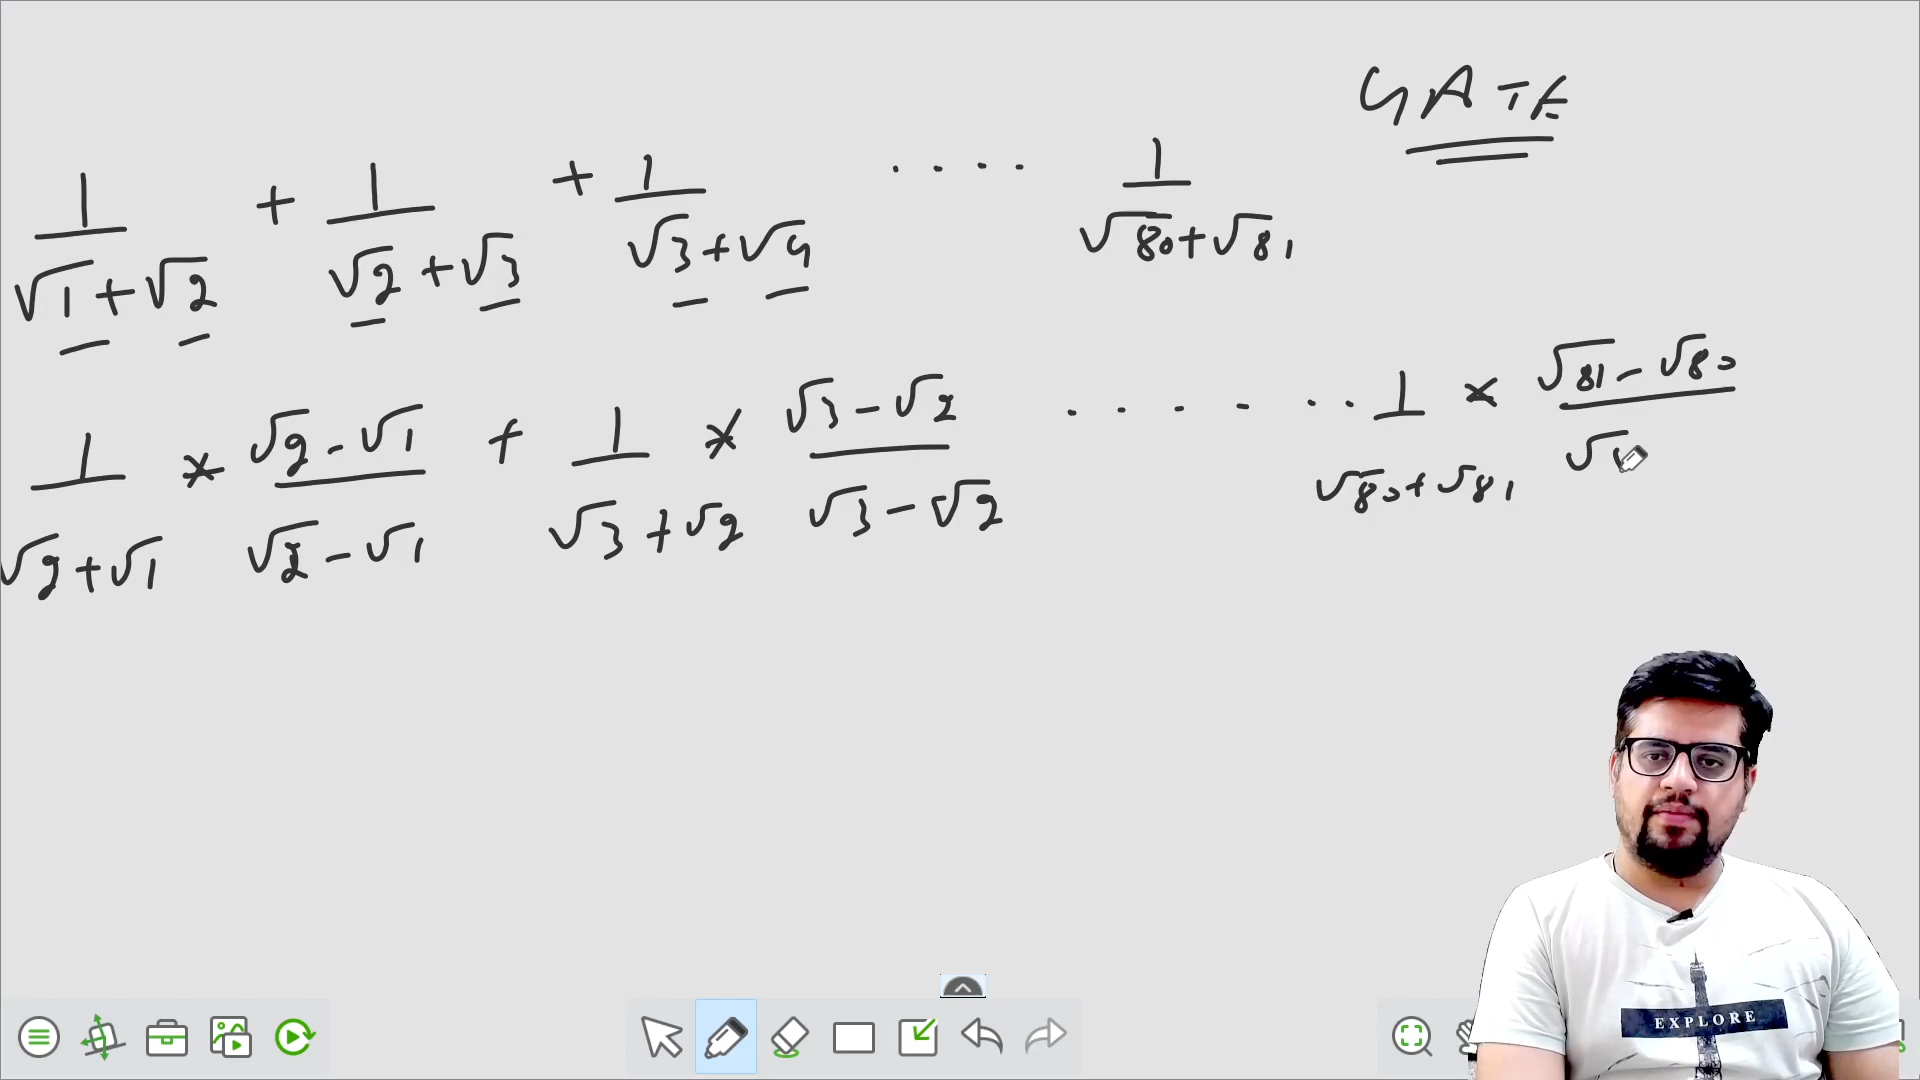 GATE
1/(√1+√2) + 1/(√2+√3) + 1/(√3+√4) .... 1/(√80+√81)
1/(√2+√1) * (√2-√1)/(√2-√1) + 1/(√3+√2) * (√3-√2)/(√3-√2) ...... 1/(√80+√81) * (√81-√80)/√
EXPLORE